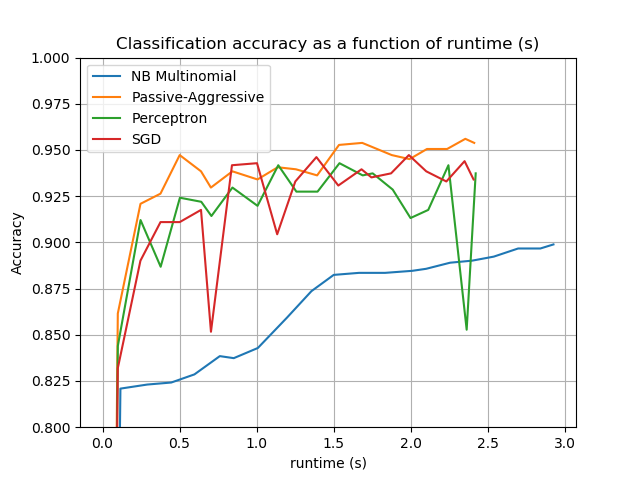 Classification accuracy as a function of runtime (s)
1.000
0.975
0.950
0.925
0.900
0.875
0.850
0.825
0.800
Accuracy
NB Multinomial
Passive-Aggressive
Perceptron
SGD
0.0 0.5 1.0 1.5 2.0 2.5 3.0
runtime (s)